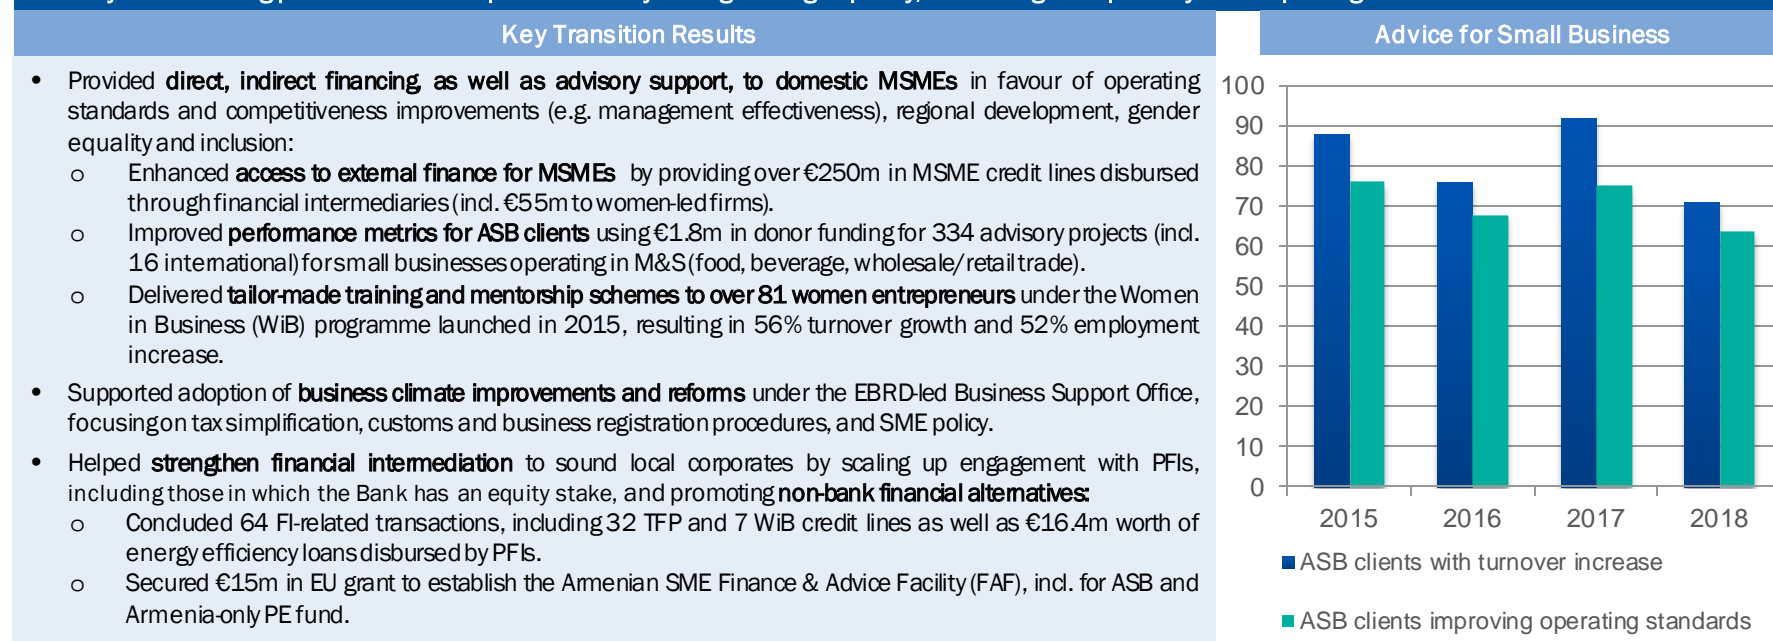 Key Transition Results
• Provided direct, indirect financing, as well as advisory support, to domestic MSMEs in favour of operating
standards and competitiveness improvements (e.g. management effectiveness), regional development, gender
equality and inclusion:
o Enhanced access to external finance for MSMEs by providing over €250m in MSME credit lines disbursed
through financial intermediaries (incl. €55m to women-led firms).
o Improved performance metrics for ASB clients using €1.8m in donor funding for 334 advisory projects (incl.
16 international) for small businesses operating in M&S (food, beverage, wholesale/retail trade).
o Delivered tailor-made training and mentorship schemes to over 81 women entrepreneurs under the Women
in Business (WiB) programme launched in 2015, resulting in 56% turnover growth and 52% employment
increase.
• Supported adoption of business climate improvements and reforms under the EBRD-led Business Support Office,
focusing on tax simplification, customs and business registration procedures, and SME policy.
• Helped strengthen financial intermediation to sound local corporates by scaling up engagement with PFIs,
including those in which the Bank has an equity stake, and promoting non-bank financial alternatives:
o Concluded 64 FI-related transactions, including 32 TFP and 7 WiB credit lines as well as €16.4m worth of
energy efficiency loans disbursed by PFIs.
o Secured €15m in EU grant to establish the Armenian SME Finance & Advice Facility (FAF), incl. for ASB and
Armenia-only PE fund.
Advice for Small Business
100
90
80
70
60
50
40
30
20
10
0
2015 2016 2017 2018
ASB clients with turnover increase
ASB clients improving operating standards